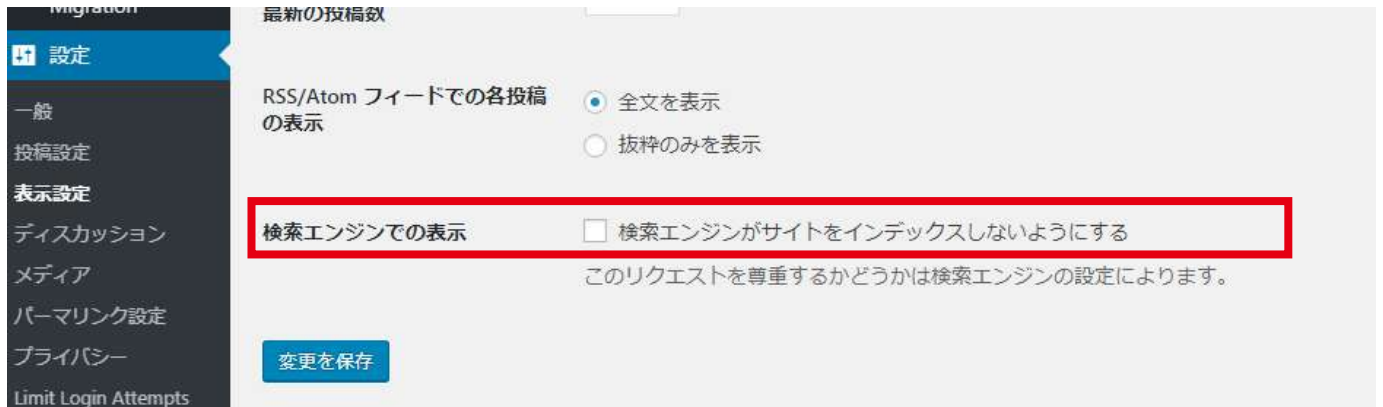 Migration
設定
一般
投稿設定
表示設定
ディスカッション
メディア
パーマリンク設定
プライバシー
Limit Login Attempts
最新の投稿数
RSS/Atom フィードでの各投稿
の表示
全文を表示
抜粋のみを表示
検索エンジンでの表示
検索エンジンがサイトをインデックスしないようにする
このリクエストを尊重するかどうかは検索エンジンの設定によります。
変更を保存